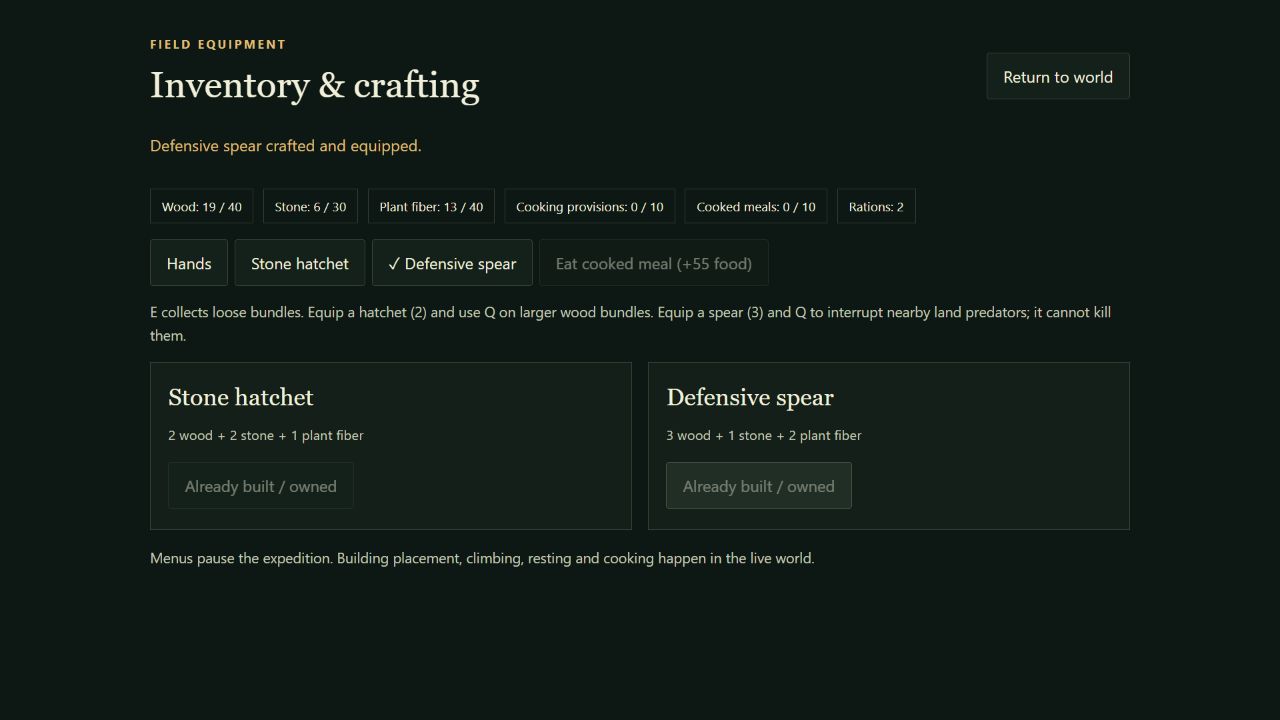 FIELD EQUIPMENT
Inventory & crafting
Return to world
Defensive spear crafted and equipped.
Wood: 19 / 40
Stone: 6 / 30
Plant fiber: 13 / 40
Cooking provisions: 0 / 10
Cooked meals: 0 / 10
Rations: 2
Hands
Stone hatchet
✓ Defensive spear
Eat cooked meal (+55 food)
E collects loose bundles. Equip a hatchet (2) and use Q on larger wood bundles. Equip a spear (3) and Q to interrupt nearby land predators; it cannot kill
them.
Stone hatchet
2 wood + 2 stone + 1 plant fiber
Already built / owned
Defensive spear
3 wood + 1 stone + 2 plant fiber
Already built / owned
Menus pause the expedition. Building placement, climbing, resting and cooking happen in the live world.